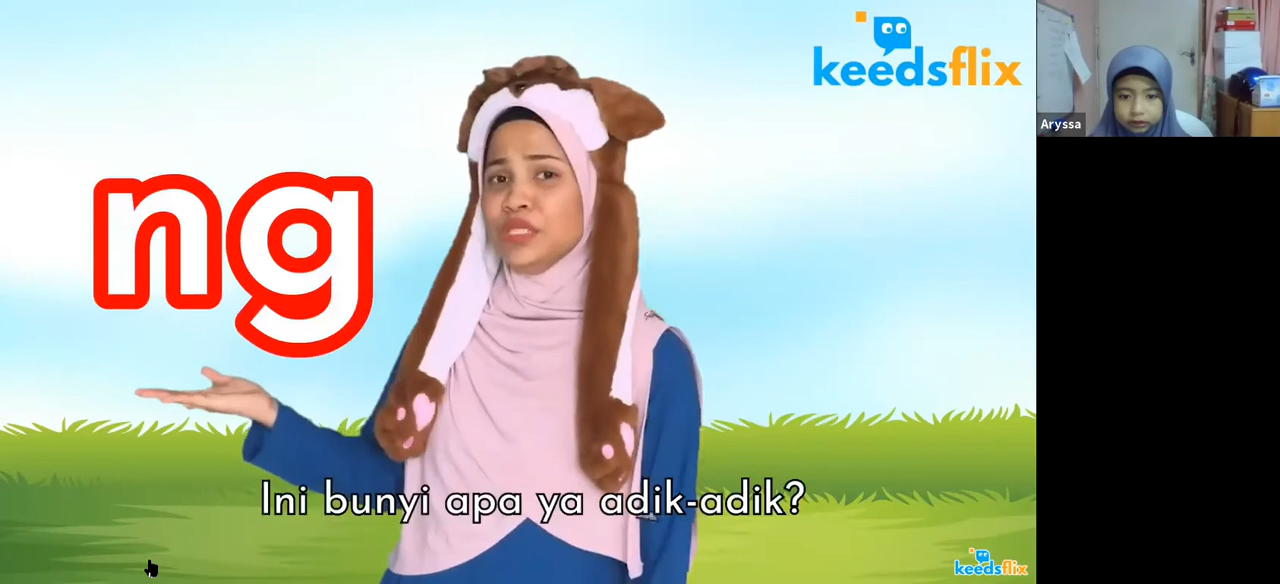 keedsflix
Aryssa
ng
Ini bunyi apa ya adik-adik?
keedsflix